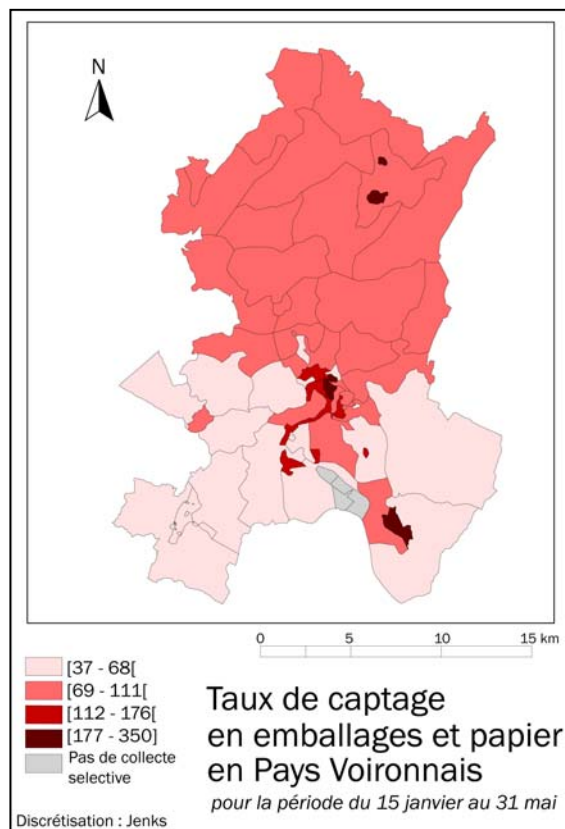 N
0 5 10 15 km
[37 - 68[
[69 - 111[
[112 - 176[
[177 - 350]
Pas de collecte
selective
Taux de captage
en emballages et papier
en Pays Voironnais
pour la période du 15 janvier au 31 mai
Discrétisation : Jenks